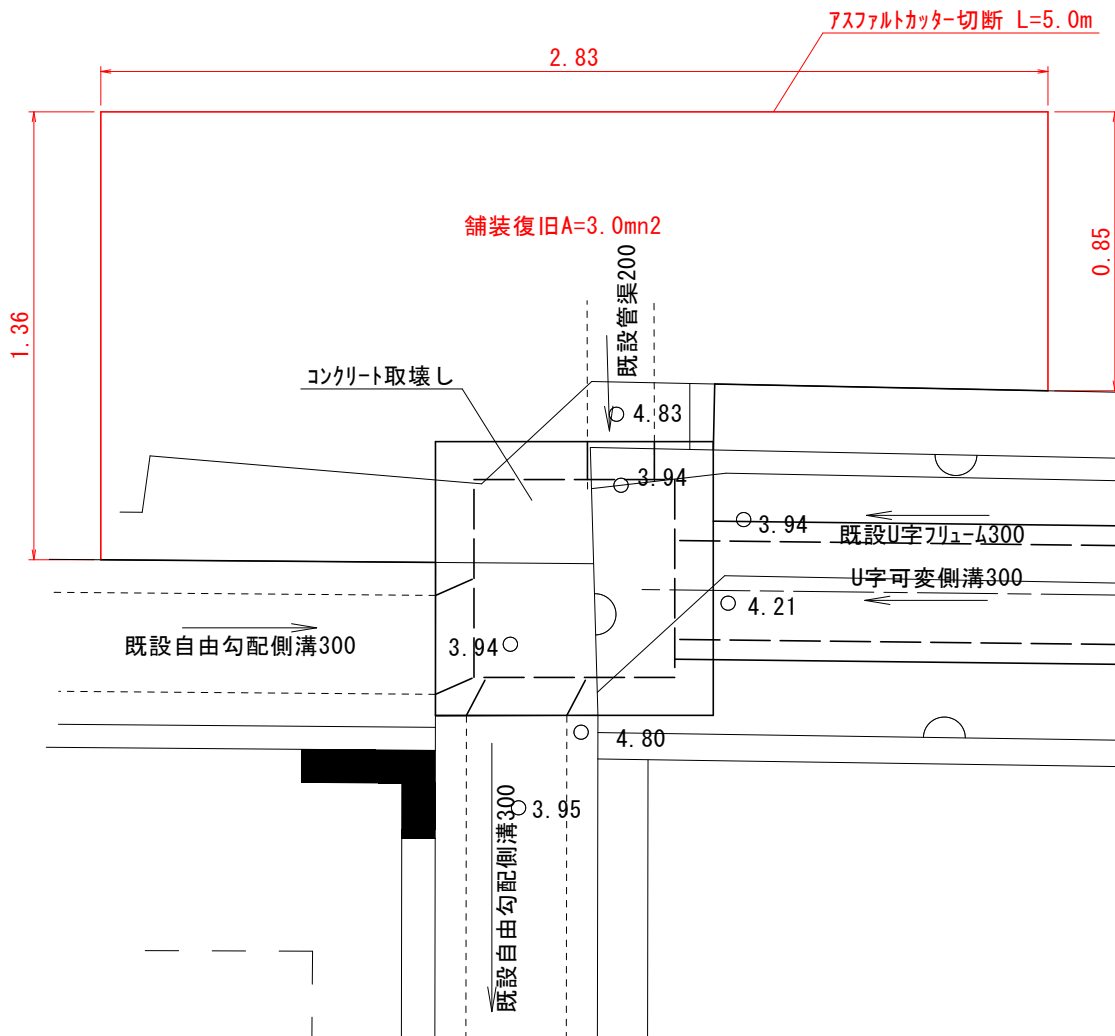 アスファルトカッター切断 L=5.0m
2.83
1.36
0.85
舗装復旧A=3.0mn2
既設管渠200
コンクリート取壊し
4.83
3.94
3.94
既設U字フリューム300
U字可変側溝300
4.21
既設自由勾配側溝300
3.94
4.80
3.95
既設自由勾配側溝300